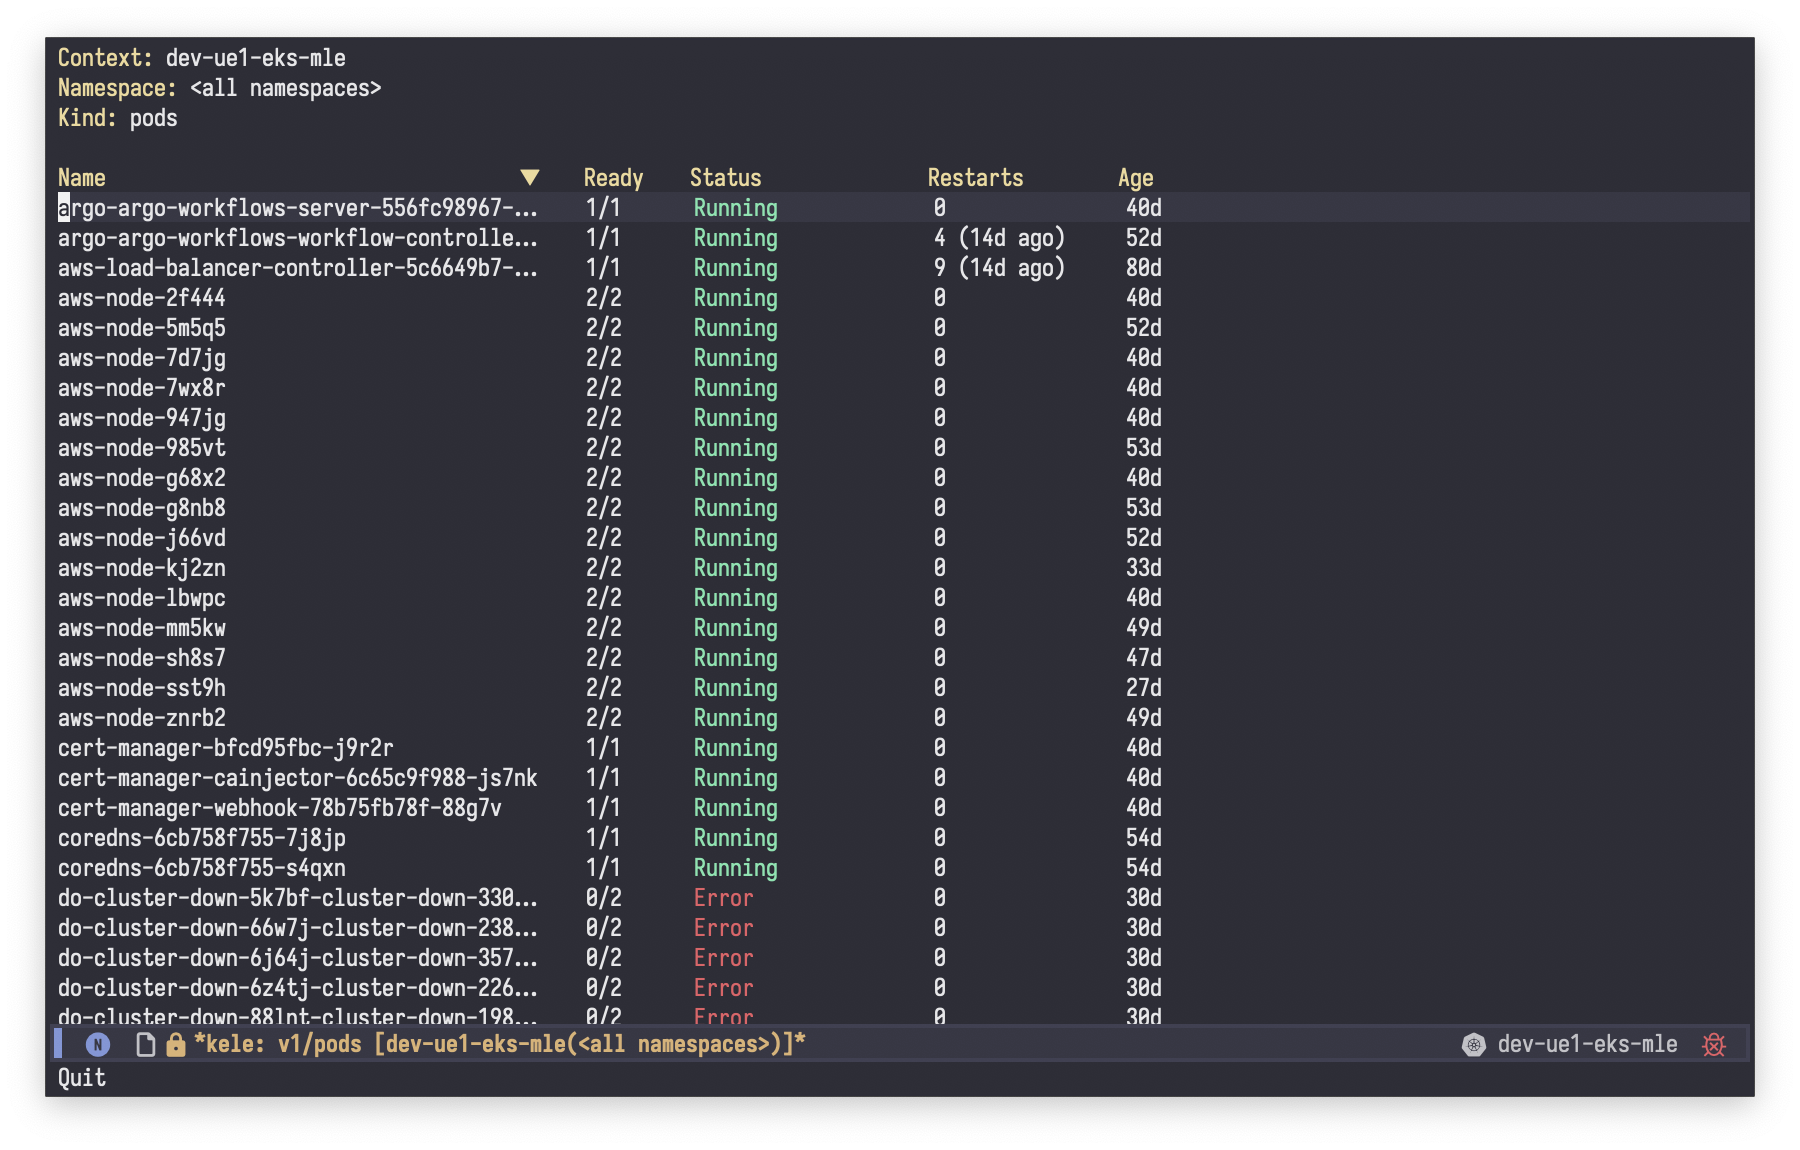 Context: dev-ue1-eks-mle
Namespace: <all namespaces>
Kind: pods
Name ▼ Ready Status Restarts Age
argo-argo-workflows-server-556fc98967-... 1/1 Running 0 40d
argo-argo-workflows-workflow-controlle... 1/1 Running 4 (14d ago) 52d
aws-load-balancer-controller-5c6649b7-... 1/1 Running 9 (14d ago) 80d
aws-node-2f444 2/2 Running 0 40d
aws-node-5m5q5 2/2 Running 0 52d
aws-node-7d7jg 2/2 Running 0 40d
aws-node-7wx8r 2/2 Running 0 40d
aws-node-947jg 2/2 Running 0 40d
aws-node-985vt 2/2 Running 0 53d
aws-node-g68x2 2/2 Running 0 40d
aws-node-g8nb8 2/2 Running 0 53d
aws-node-j66vd 2/2 Running 0 52d
aws-node-kj2zn 2/2 Running 0 33d
aws-node-lbwpc 2/2 Running 0 40d
aws-node-mm5kw 2/2 Running 0 49d
aws-node-sh8s7 2/2 Running 0 47d
aws-node-sst9h 2/2 Running 0 27d
aws-node-znrb2 2/2 Running 0 49d
cert-manager-bfcd95fbc-j9r2r 1/1 Running 0 40d
cert-manager-cainjector-6c65c9f988-js7nk 1/1 Running 0 40d
cert-manager-webhook-78b75fb78f-88g7v 1/1 Running 0 40d
coredns-6cb758f755-7j8jp 1/1 Running 0 54d
coredns-6cb758f755-s4qxn 1/1 Running 0 54d
do-cluster-down-5k7bf-cluster-down-330... 0/2 Error 0 30d
do-cluster-down-66w7j-cluster-down-238... 0/2 Error 0 30d
do-cluster-down-6j64j-cluster-down-357... 0/2 Error 0 30d
do-cluster-down-6z4tj-cluster-down-226... 0/2 Error 0 30d
do-cluster-down-88lnt-cluster-down-198... 0/2 Error 0 30d
N *kele: v1/pods [dev-ue1-eks-mle(<all namespaces>)]* dev-ue1-eks-mle
Quit